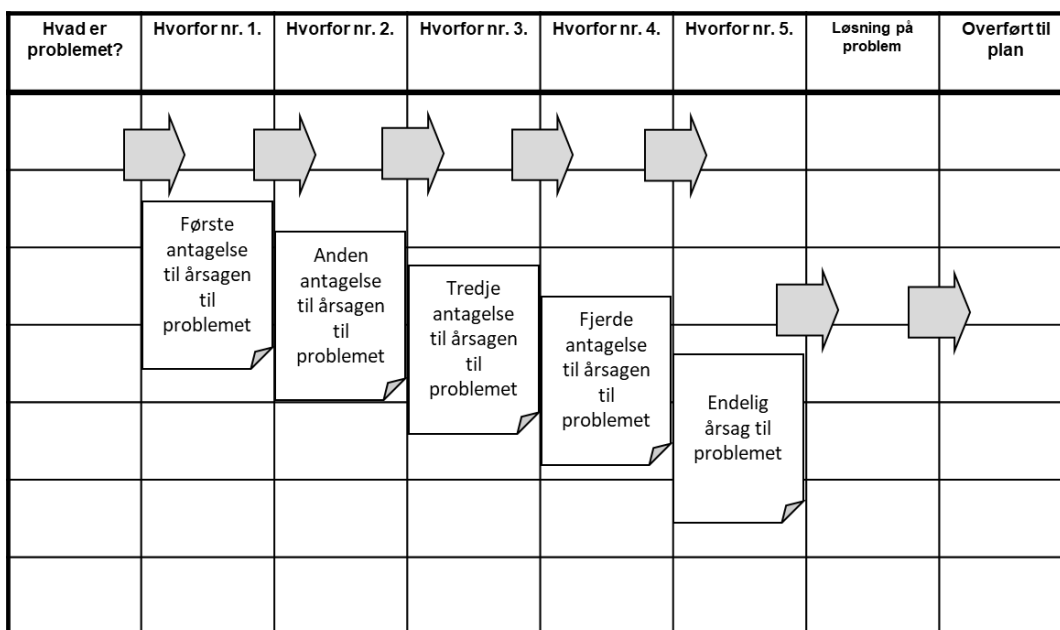 Hvad er
problemet?
Hvorfor nr. 1.
Hvorfor nr. 2.
Hvorfor nr. 3.
Hvorfor nr. 4.
Hvorfor nr. 5.
Løsning på
problem
Overført til
plan
Første
antagelse
til årsagen
til
problemet
Anden
antagelse
til årsagen
til
problemet
Tredje
antagelse
til årsagen
til
problemet
Fjerde
antagelse
til årsagen
til
problemet
Endelig
årsag til
problemet